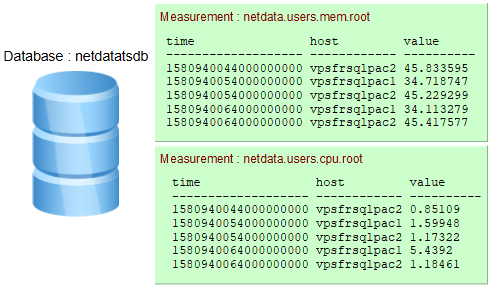 Database : netdatatsdb
Measurement : netdata.users.mem.root
time host value
------------------- ------------ ----------
1580940044000000000 vpsfrsqlpac2 45.833595
1580940054000000000 vpsfrsqlpac1 34.718747
1580940054000000000 vpsfrsqlpac2 45.229299
1580940064000000000 vpsfrsqlpac1 34.113279
1580940064000000000 vpsfrsqlpac2 45.417577
Measurement : netdata.users.cpu.root
time host value
------------------- ------------ ----------
1580940044000000000 vpsfrsqlpac2 0.85109
1580940054000000000 vpsfrsqlpac1 1.59948
1580940054000000000 vpsfrsqlpac2 1.17322
1580940064000000000 vpsfrsqlpac1 5.4392
1580940064000000000 vpsfrsqlpac2 1.18461